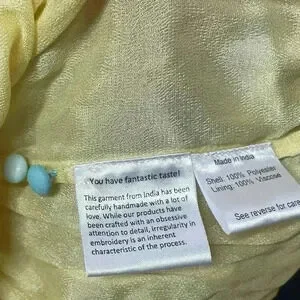 You have fantastic taste!
This garment from India has been
carefully handmade with a lot of
love. While our products have
been crafted with an obsessive
attention to detail, irregularity in
embroidery is an inherent
characteristic of the process.
Made in India
Shell: 100% Polyester
Lining: 100% Viscose
See reverse for care